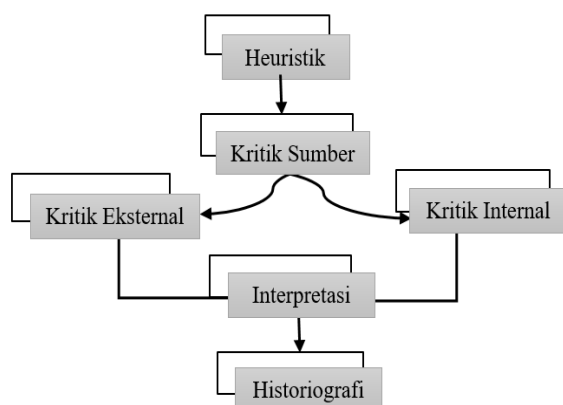 Heuristik
Kritik Sumber
Kritik Eksternal
Kritik Internal
Interpretasi
Historiografi